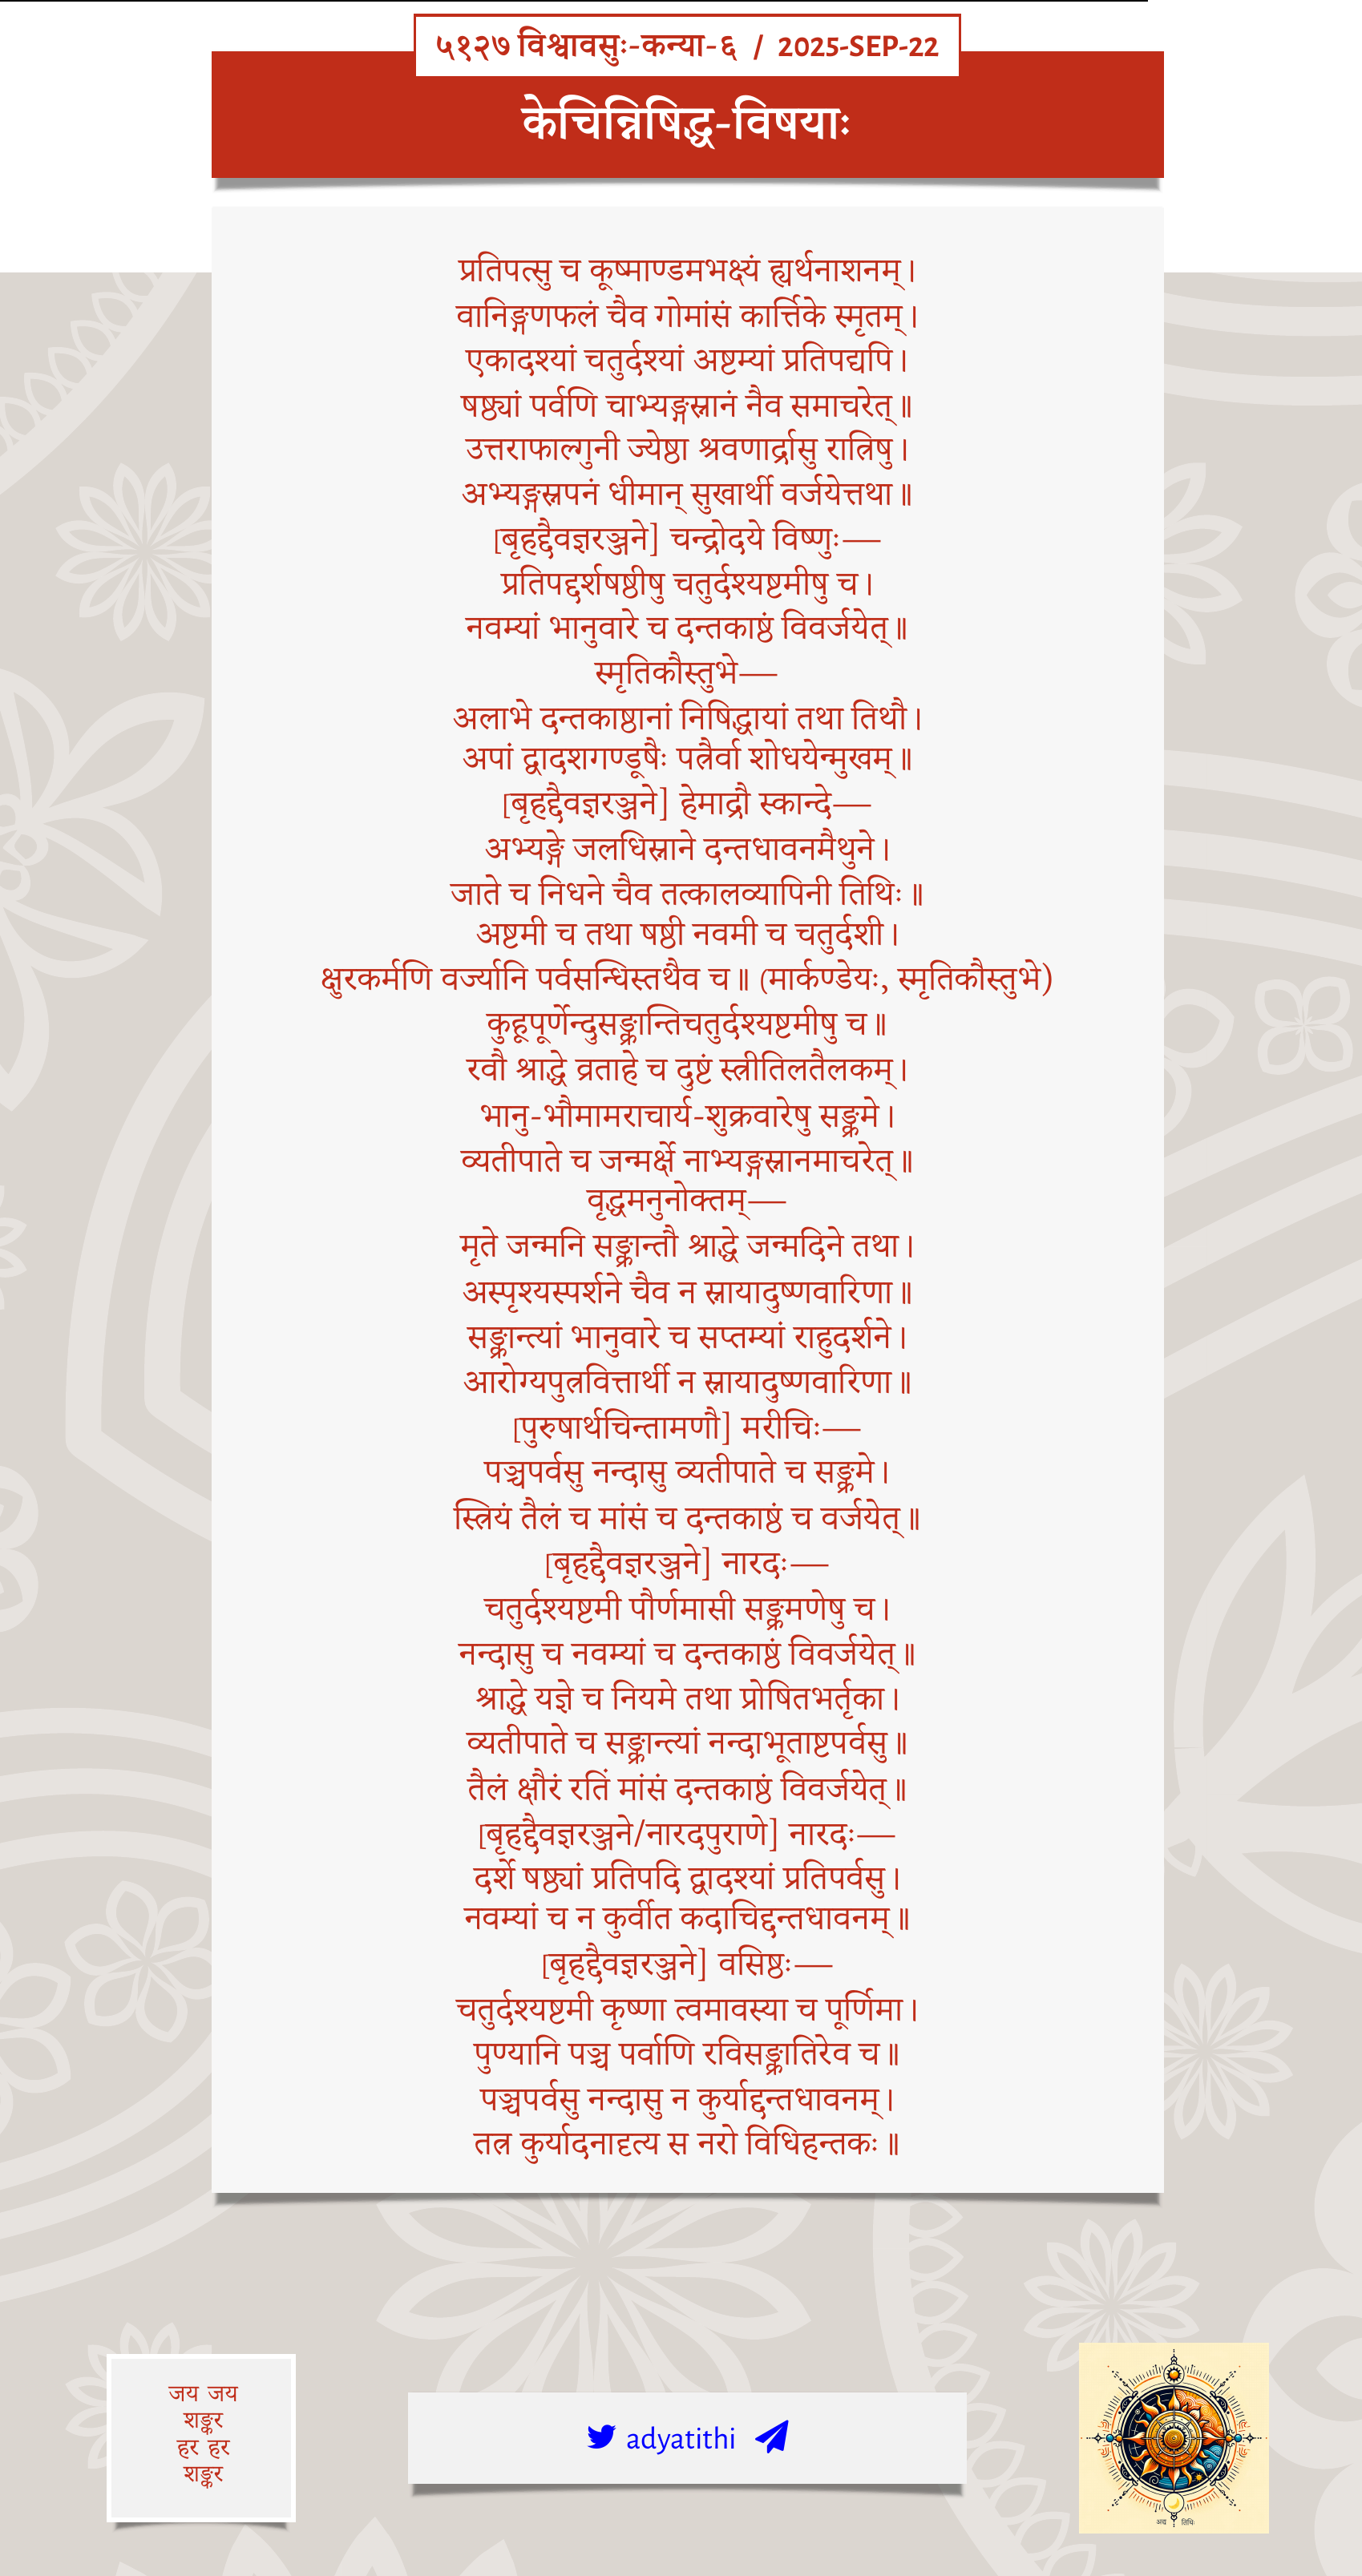 ५१२७ विश्वावसुः-कन्या-६ / 2025-SEP-22
केचिन्निषिद्ध-विषयाः
प्रतिपत्सु च कूष्माण्डमभक्ष्यं ह्यर्थनाशनम्।
वानिङ्गणफलं चैव गोमांसं कार्त्तिके स्मृतम्।
एकादश्यां चतुर्दश्यां अष्टम्यां प्रतिपद्यपि।
षष्ठ्यां पर्वणि चाभ्यङ्गस्नानं नैव समाचरेत्॥
उत्तराफाल्गुनी ज्येष्ठा श्रवणार्द्रासु रात्रिषु।
अभ्यङ्गस्नपनं धीमान् सुखार्थी वर्जयेत्तथा॥
[बृहद्दैवज्ञरञ्जने] चन्द्रोदये विष्णुः—
प्रतिपद्दर्शषष्ठीषु चतुर्दश्यष्टमीषु च।
नवम्यां भानुवारे च दन्तकाष्ठं विवर्जयेत्॥
स्मृतिकौस्तुभे—
अलाभे दन्तकाष्ठानां निषिद्धायां तथा तिथौ।
अपां द्वादशगण्डूषैः पत्रैर्वा शोधयेन्मुखम्॥
[बृहद्दैवज्ञरञ्जने] हेमाद्रौ स्कान्दे—
अभ्यङ्गे जलधिस्नाने दन्तधावनमैथुने।
जाते च निधने चैव तत्कालव्यापिनी तिथिः॥
अष्टमी च तथा षष्ठी नवमी च चतुर्दशी।
क्षुरकर्मणि वर्ज्यानि पर्वसन्धिस्तथैव च॥ (मार्कण्डेयः, स्मृतिकौस्तुभे)
कुहूपूर्णेन्दुसङ्क्रान्तिचतुर्दश्यष्टमीषु च॥
रवौ श्राद्धे व्रताहे च दुष्टं स्त्रीतिलतैलकम्।
भानु-भौमामराचार्य-शुक्रवारेषु सङ्क्रमे।
व्यतीपाते च जन्मर्क्षे नाभ्यङ्गस्नानमाचरेत्॥
वृद्धमनुनोक्तम्—
मृते जन्मनि सङ्क्रान्तौ श्राद्धे जन्मदिने तथा।
अस्पृश्यस्पर्शने चैव न स्नायादुष्णवारिणा॥
सङ्क्रान्त्यां भानुवारे च सप्तम्यां राहुदर्शने।
आरोग्यपुत्रवित्तार्थी न स्नायादुष्णवारिणा॥
[पुरुषार्थचिन्तामणौ] मरीचिः—
पञ्चपर्वसु नन्दासु व्यतीपाते च सङ्क्रमे।
स्त्रियं तैलं च मांसं च दन्तकाष्ठं च वर्जयेत्॥
[बृहद्दैवज्ञरञ्जने] नारदः—
चतुर्दश्यष्टमी पौर्णमासी सङ्क्रमणेषु च।
नन्दासु च नवम्यां च दन्तकाष्ठं विवर्जयेत्॥
श्राद्धे यज्ञे च नियमे तथा प्रोषितभर्तृका।
व्यतीपाते च सङ्क्रान्त्यां नन्दाभूताष्टपर्वसु॥
तैलं क्षौरं रतिं मांसं दन्तकाष्ठं विवर्जयेत्॥
[बृहद्दैवज्ञरञ्जने/नारदपुराणे] नारदः—
दर्शे षष्ठ्यां प्रतिपदि द्वादश्यां प्रतिपर्वसु।
नवम्यां च न कुर्वीत कदाचिद्दन्तधावनम्॥
[बृहद्दैवज्ञरञ्जने] वसिष्ठः—
चतुर्दश्यष्टमी कृष्णा त्वमावस्या च पूर्णिमा।
पुण्यानि पञ्च पर्वाणि रविसङ्क्रातिरेव च॥
पञ्चपर्वसु नन्दासु न कुर्याद्दन्तधावनम्।
तत्र कुर्यादनादृत्य स नरो विधिहन्तकः॥
जय जय
शङ्कर
हर हर
शङ्कर
adyatithi
अद्य तिथिः